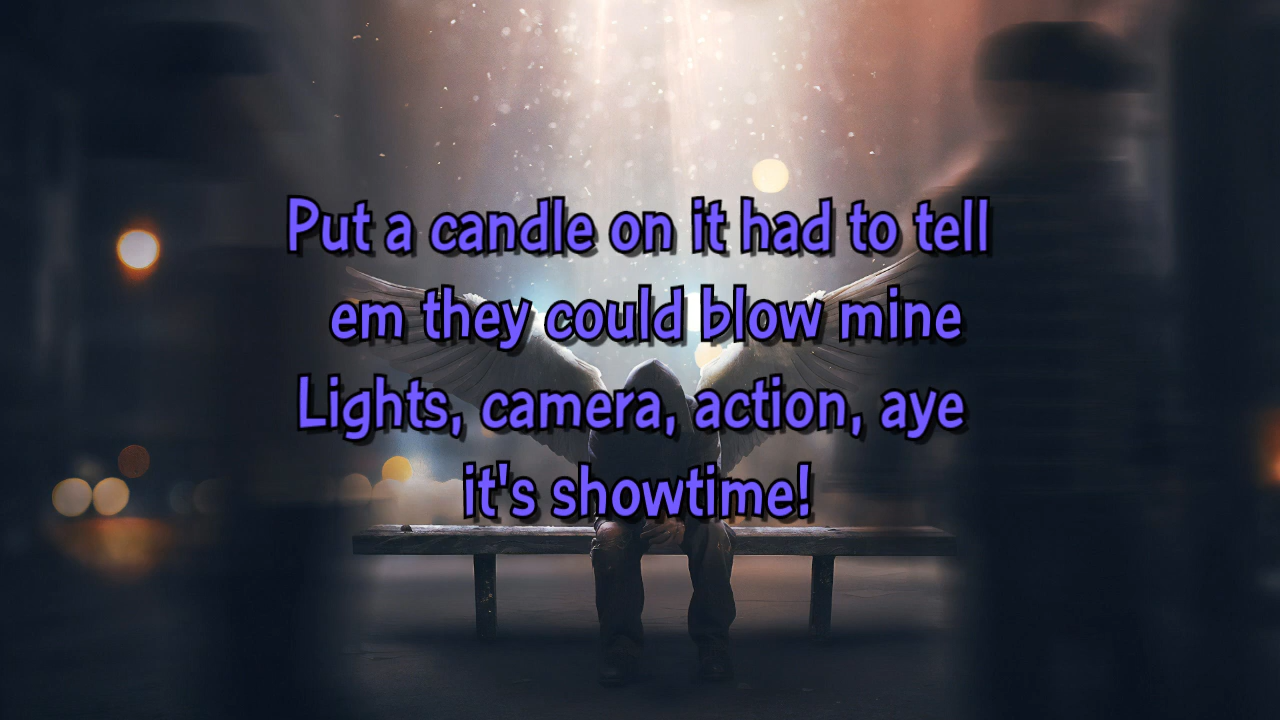 Put a candle on it had to tell
em they could blow mine
Lights, camera, action, aye
it's showtime!